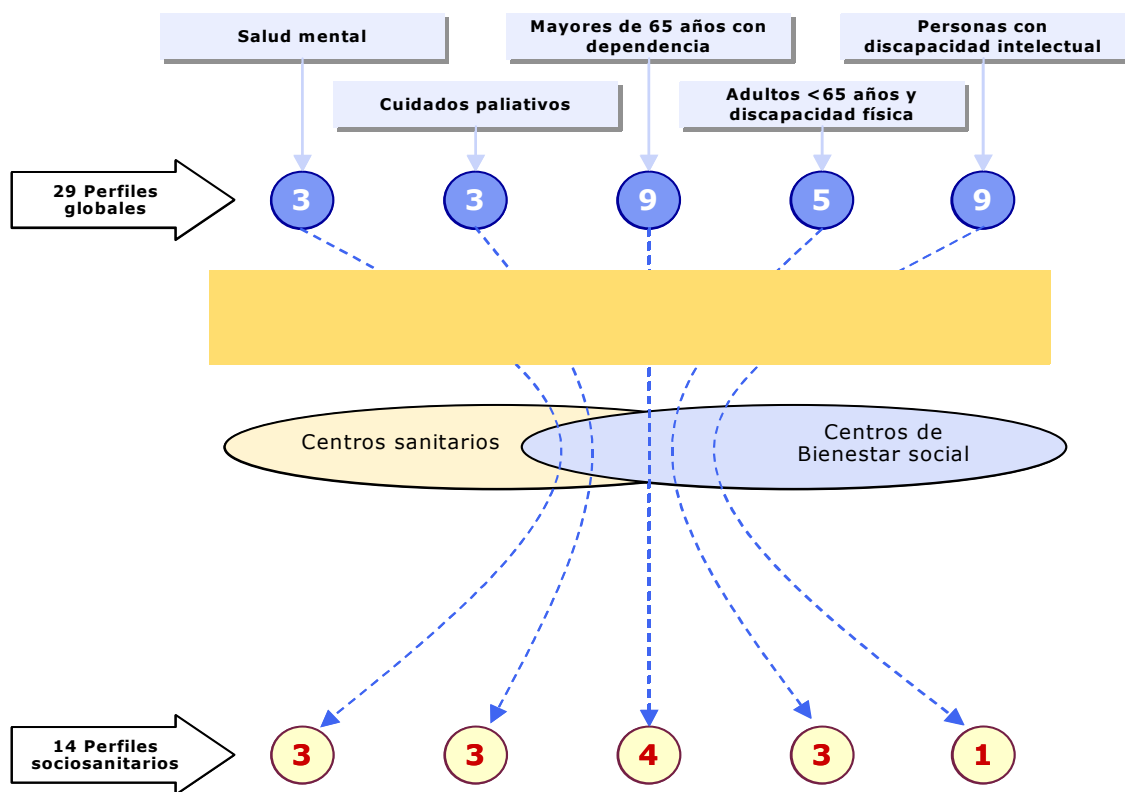 Salud mental
Mayores de 65 años con
dependencia
Personas con
discapacidad intelectual
Cuidados paliativos
Adultos <65 años y
discapacidad física
29 Perfiles
globales
3
3
9
5
9
Centros sanitarios
Centros de
Bienestar social
14 Perfiles
sociosanitarios
3
3
4
3
1